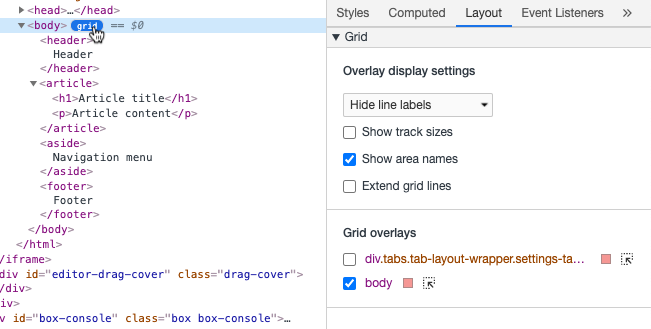 ▶<head>…</head>
▼<body> grid == $0
<header>
Header
</header>
▼<article>
<h1>Article title</h1>
<p>Article content</p>
</article>
<aside>
Navigation menu
</aside>
<footer>
Footer
</footer>
</body>
</html>
/iframe>
div id="editor-drag-cover" class="drag-cover">
/div>
div>
v id="box-console" class="box box-console">…
Styles Computed Layout Event Listeners »
▼ Grid
Overlay display settings
Hide line labels
Show track sizes
Show area names
Extend grid lines
Grid overlays
div.tabs.tab-layout-wrapper.settings-ta…
body